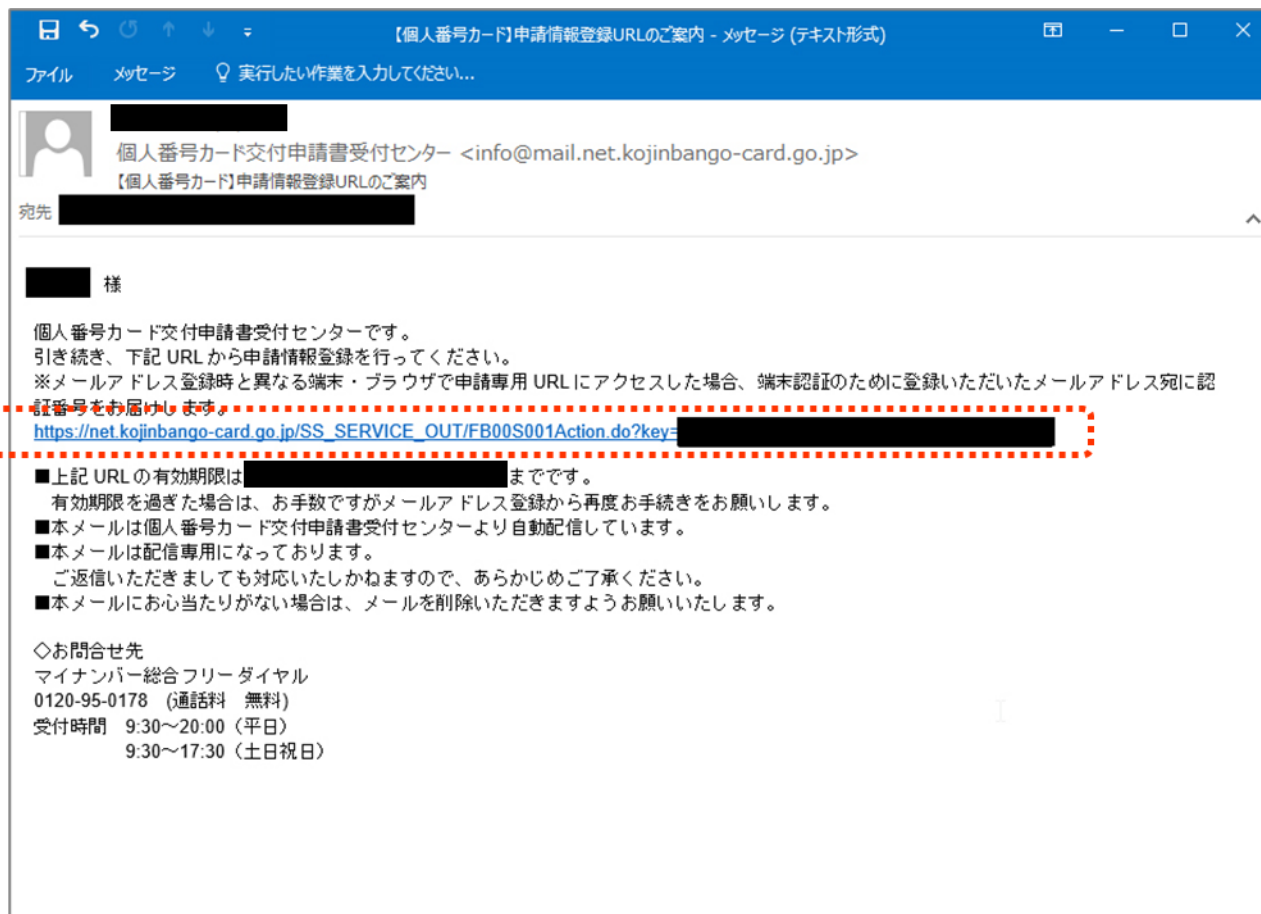 【個人番号カード】申請情報登録URLのご案内 - メッセージ (テキスト形式)
ファイル メッセージ 実行したい作業を入力してください...
個人番号カード交付申請書受付センター <info@mail.net.kojinbango-card.go.jp>
【個人番号カード】申請情報登録URLのご案内
宛先
様
個人番号カード交付申請書受付センターです。
引き続き、下記 URL から申請情報登録を行ってください。
※メールアドレス登録時と異なる端末・ブラウザで申請専用 URL にアクセスした場合、端末認証のために登録いただいたメールアドレス宛に認
証番号をお届けします。
https://net.kojinbango-card.go.jp/SS_SERVICE_OUT/FB00S001Action.do?key=
■上記 URL の有効期限は までです。
有効期限を過ぎた場合は、お手数ですがメールアドレス登録から再度お手続きをお願いします。
■本メールは個人番号カード交付申請書受付センターより自動配信しています。
■本メールは配信専用になっております。
ご返信いただきましても対応いたしかねますので、あらかじめご了承ください。
■本メールにお心当たりがない場合は、メールを削除いただきますようお願いいたします。
◇お問合せ先
マイナンバー総合フリーダイヤル
0120-95-0178 (通話料 無料)
受付時間 9:30～20:00（平日）
9:30～17:30（土日祝日）